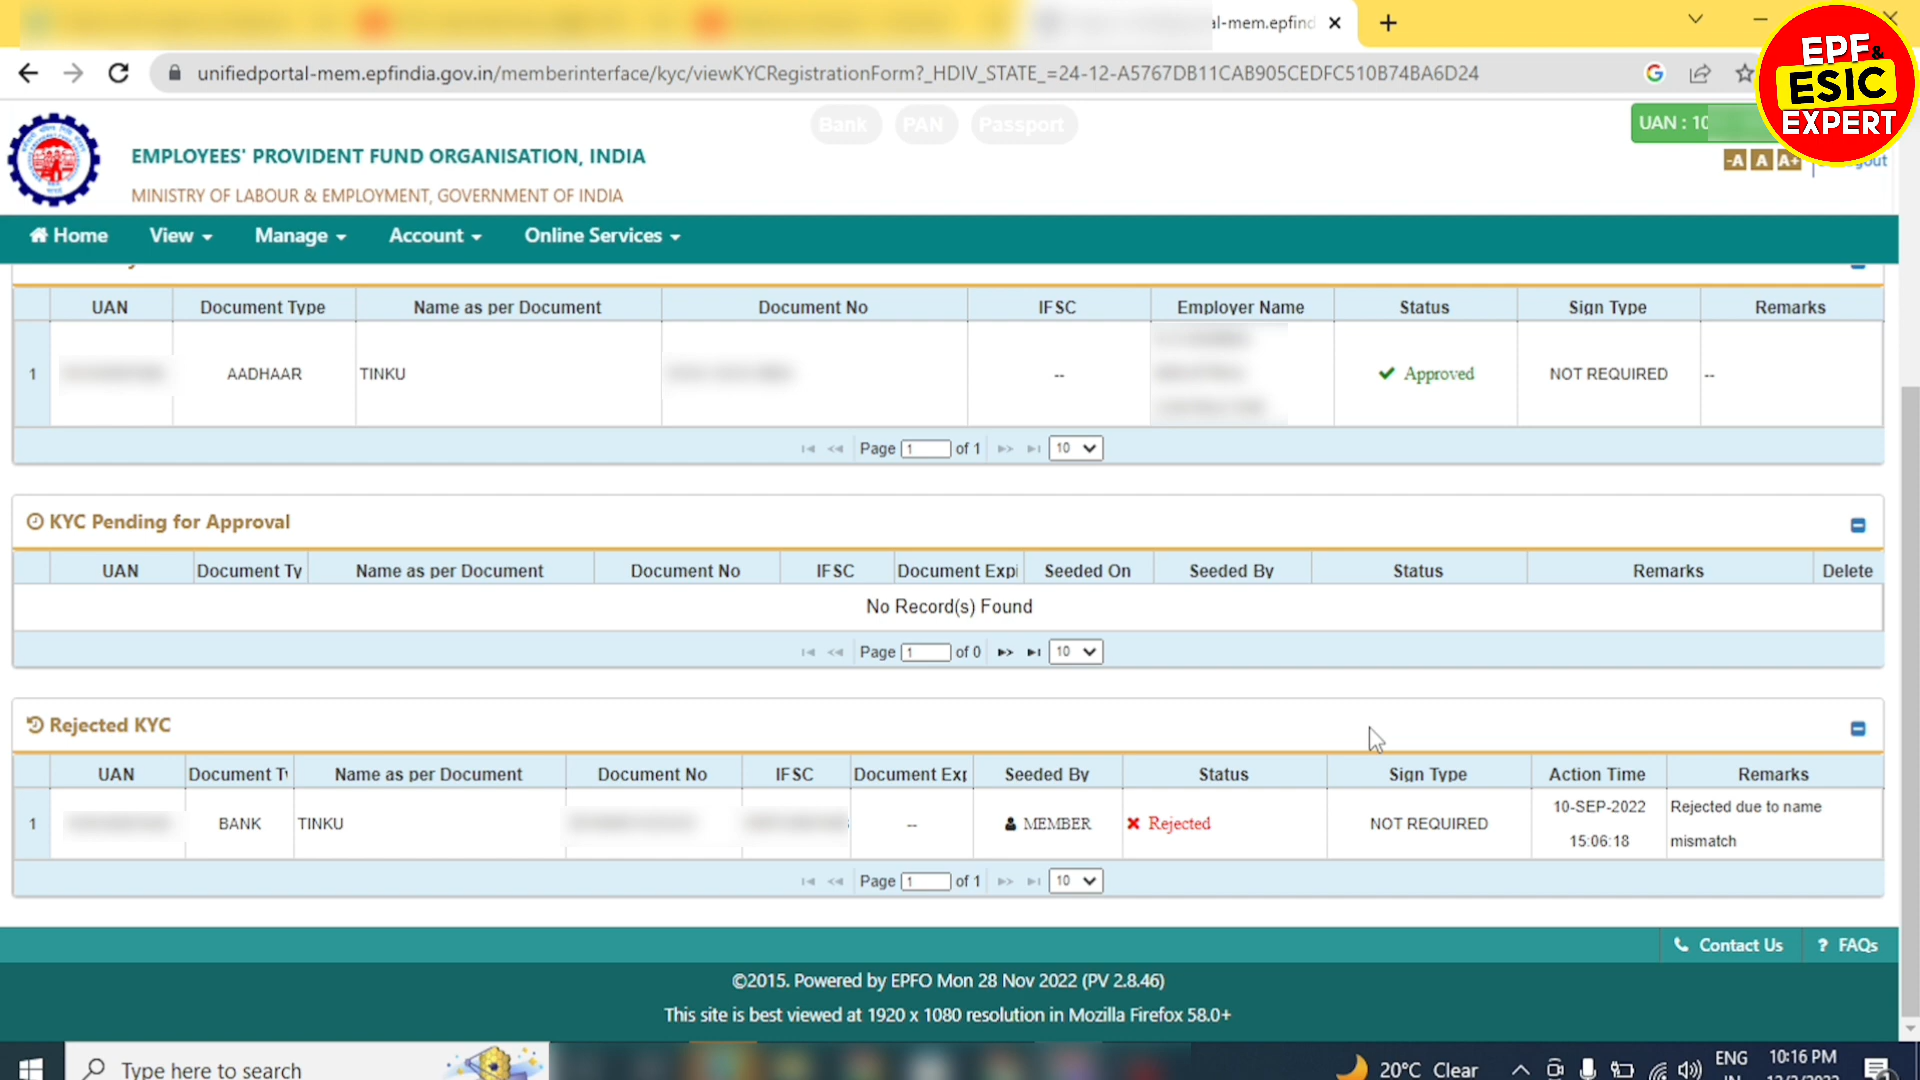 al-mem.epfind
unifiedportal-mem.epfindia.gov.in/memberinterface/kyc/viewKYCRegistrationForm?_HDIV_STATE_=24-12-A5767DB11CAB905CEDFC510B74BA6D24
EPF &
ESIC
EXPERT
Bank PAN Passport
UAN : 10
EMPLOYEES' PROVIDENT FUND ORGANISATION, INDIA
MINISTRY OF LABOUR & EMPLOYMENT, GOVERNMENT OF INDIA
-A A A+
Home View Manage Account Online Services
UAN Document Type Name as per Document Document No IFSC Employer Name Status Sign Type Remarks
1 AADHAAR TINKU -- Approved NOT REQUIRED --
Page 1 of 1 10
KYC Pending for Approval
UAN Document Ty Name as per Document Document No IFSC Document Expi Seeded On Seeded By Status Remarks Delete
No Record(s) Found
Page 1 of 0 10
Rejected KYC
UAN Document T Name as per Document Document No IFSC Document Exp Seeded By Status Sign Type Action Time Remarks
1 BANK TINKU -- MEMBER Rejected NOT REQUIRED 10-SEP-2022 15:06:18 Rejected due to name mismatch
Page 1 of 1 10
Contact Us ? FAQs
©2015. Powered by EPFO Mon 28 Nov 2022 (PV 2.8.46)
This site is best viewed at 1920 x 1080 resolution in Mozilla Firefox 58.0+
Type here to search
20°C Clear
ENG
10:16 PM